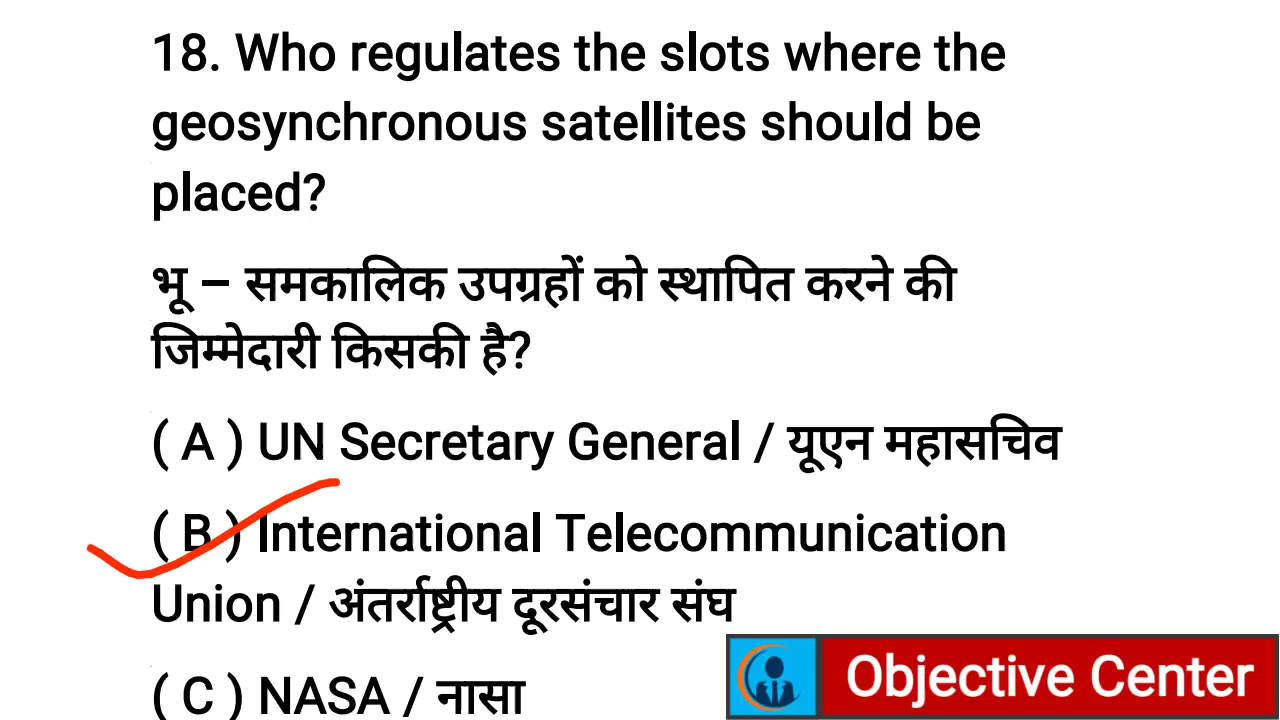 18. Who regulates the slots where the
geosynchronous satellites should be
placed?
भू – समकालिक उपग्रहों को स्थापित करने की
जिम्मेदारी किसकी है?
( A ) UN Secretary General / यूएन महासचिव
( B ) International Telecommunication
Union / अंतर्राष्ट्रीय दूरसंचार संघ
( C ) NASA / नासा
Objective Center